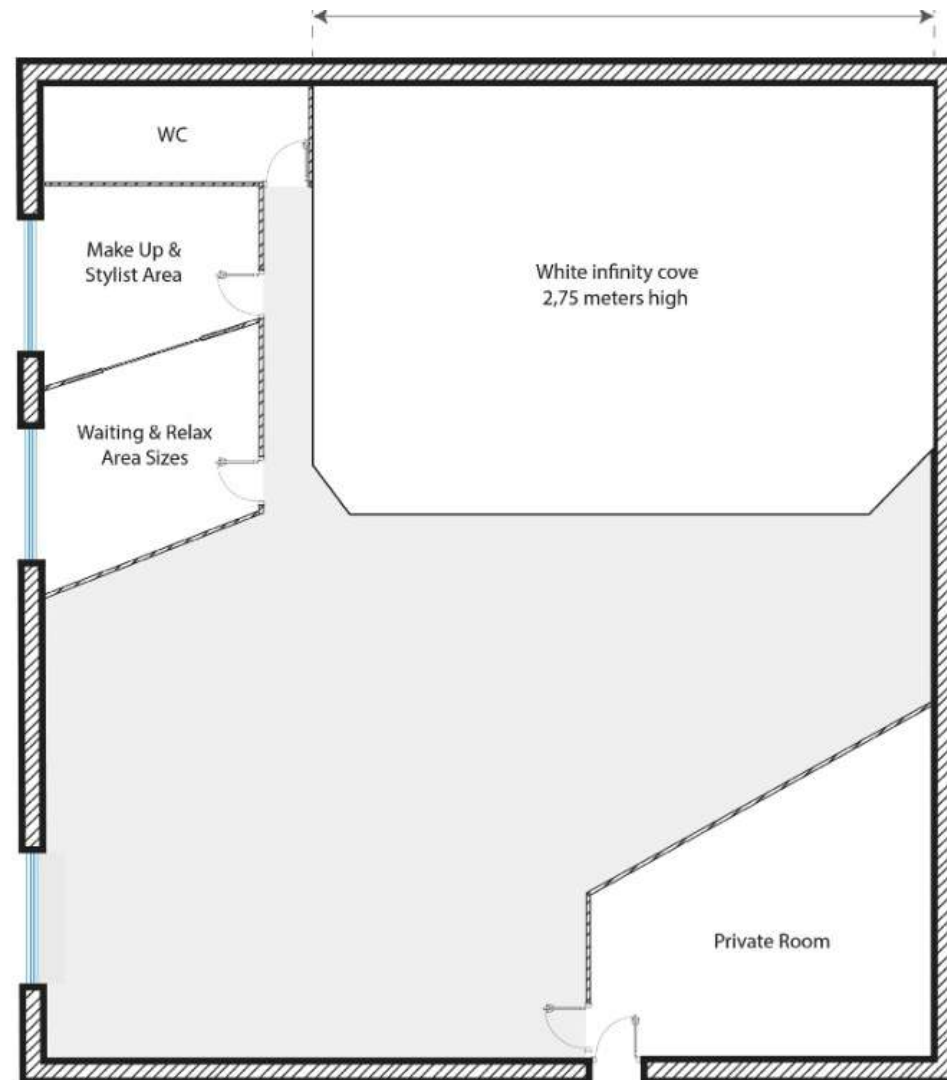 WC
Make Up &
Stylist Area
White infinity cove
2,75 meters high
Waiting & Relax
Area Sizes
Private Room